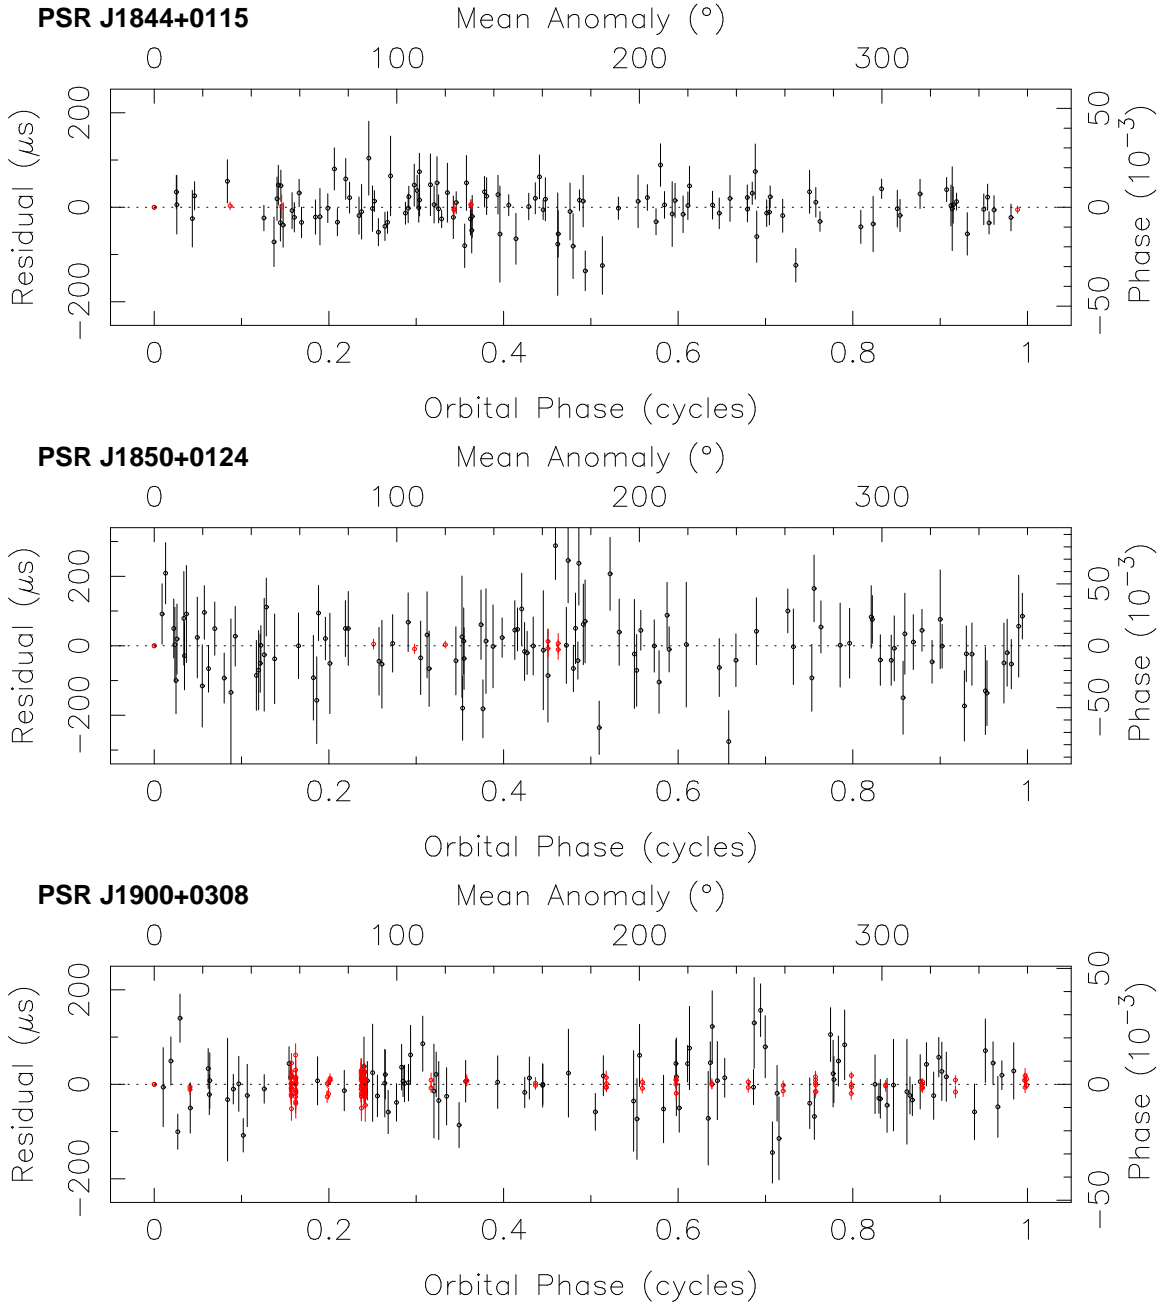 PSR J1844+0115
Mean Anomaly (°)
0 100 200 300
Residual (μs)
200
0
−200
50
0
−50
Phase (10⁻³)
0 0.2 0.4 0.6 0.8 1
Orbital Phase (cycles)
PSR J1850+0124
Mean Anomaly (°)
0 100 200 300
Residual (μs)
200
0
−200
50
0
−50
Phase (10⁻³)
0 0.2 0.4 0.6 0.8 1
Orbital Phase (cycles)
PSR J1900+0308
Mean Anomaly (°)
0 100 200 300
Residual (μs)
200
0
−200
50
0
−50
Phase (10⁻³)
0 0.2 0.4 0.6 0.8 1
Orbital Phase (cycles)